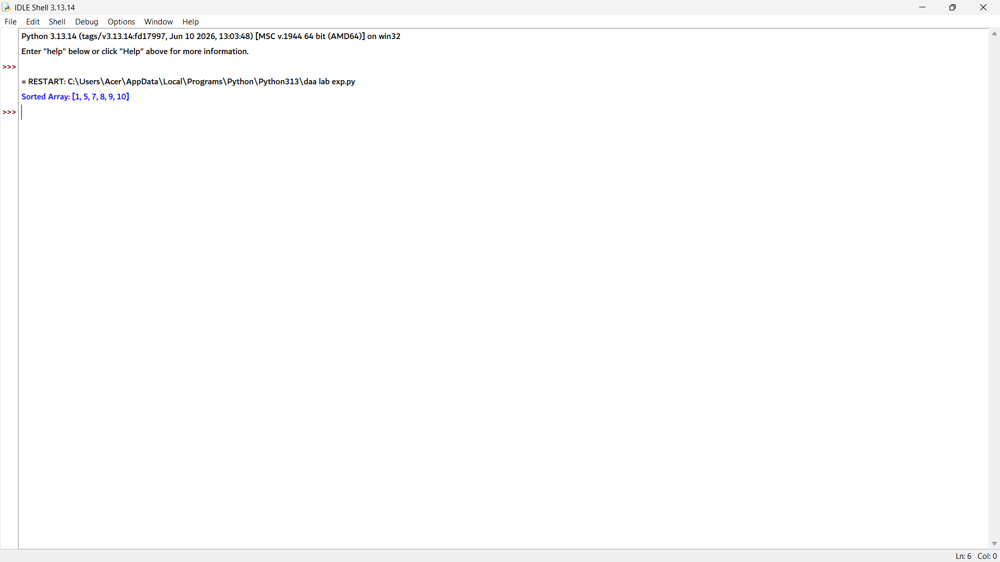 IDLE Shell 3.13.14
File Edit Shell Debug Options Window Help
Python 3.13.14 (tags/v3.13.14:fd17997, Jun 10 2026, 13:03:48) [MSC v.1944 64 bit (AMD64)] on win32
Enter "help" below or click "Help" above for more information.
>>>
= RESTART: C:\Users\Acer\AppData\Local\Programs\Python\Python313\daa lab exp.py
Sorted Array: [1, 5, 7, 8, 9, 10]
>>>
Ln: 6 Col: 0